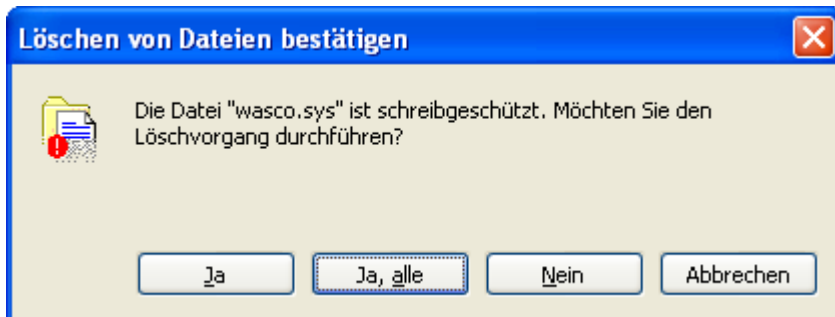 Löschen von Dateien bestätigen
Die Datei "wasco.sys" ist schreibgeschützt. Möchten Sie den
Löschvorgang durchführen?
Ja
Ja, alle
Nein
Abbrechen